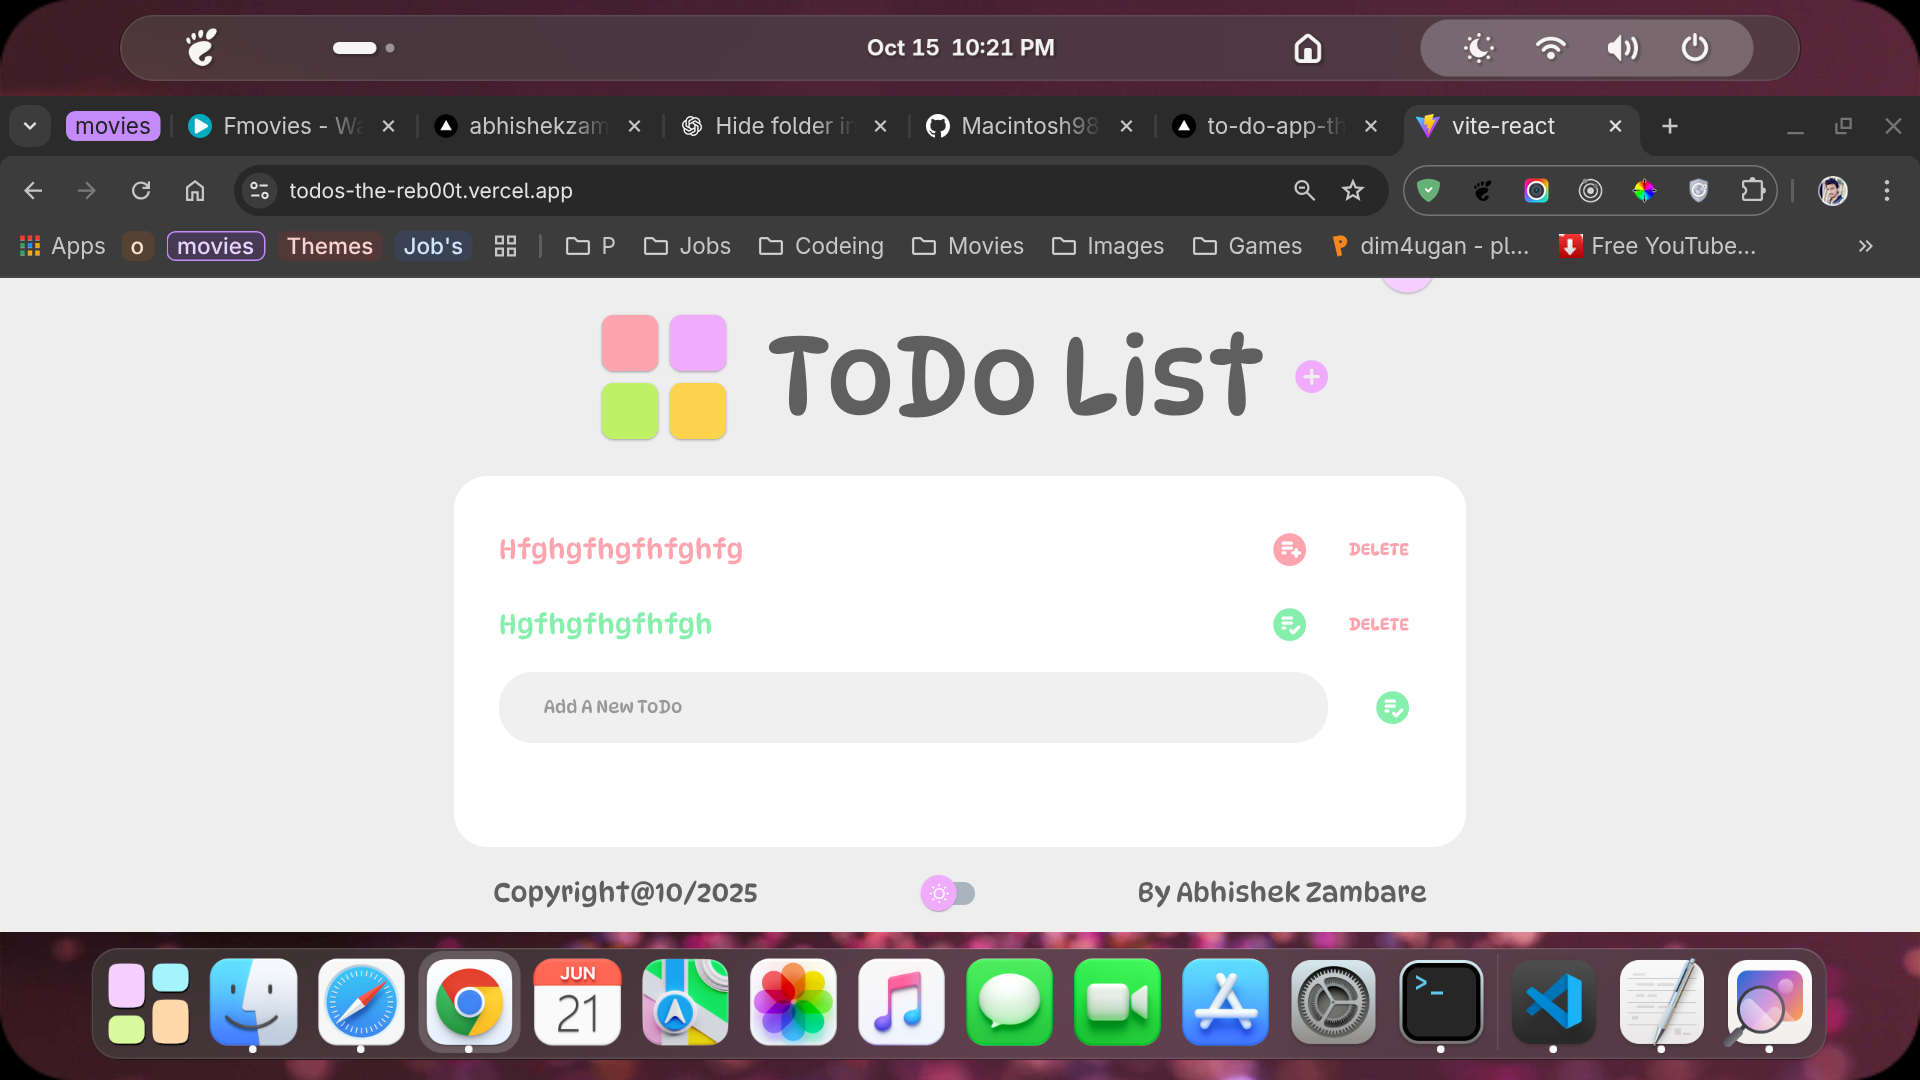 Oct 15 10:21 PM
movies
Fmovies - Wa
abhishekzam
Hide folder in
Macintosh98
to-do-app-th
vite-react
todos-the-reb00t.vercel.app
Apps
o
movies
Themes
Job's
P
Jobs
Codeing
Movies
Images
Games
dim4ugan - pl...
Free YouTube...
ToDo List
Hfghgfhgfhfghfg
DELETE
Hgfhgfhgfhfgh
DELETE
Add A New ToDo
Copyright@10/2025
By Abhishek Zambare
JUN
21
>_